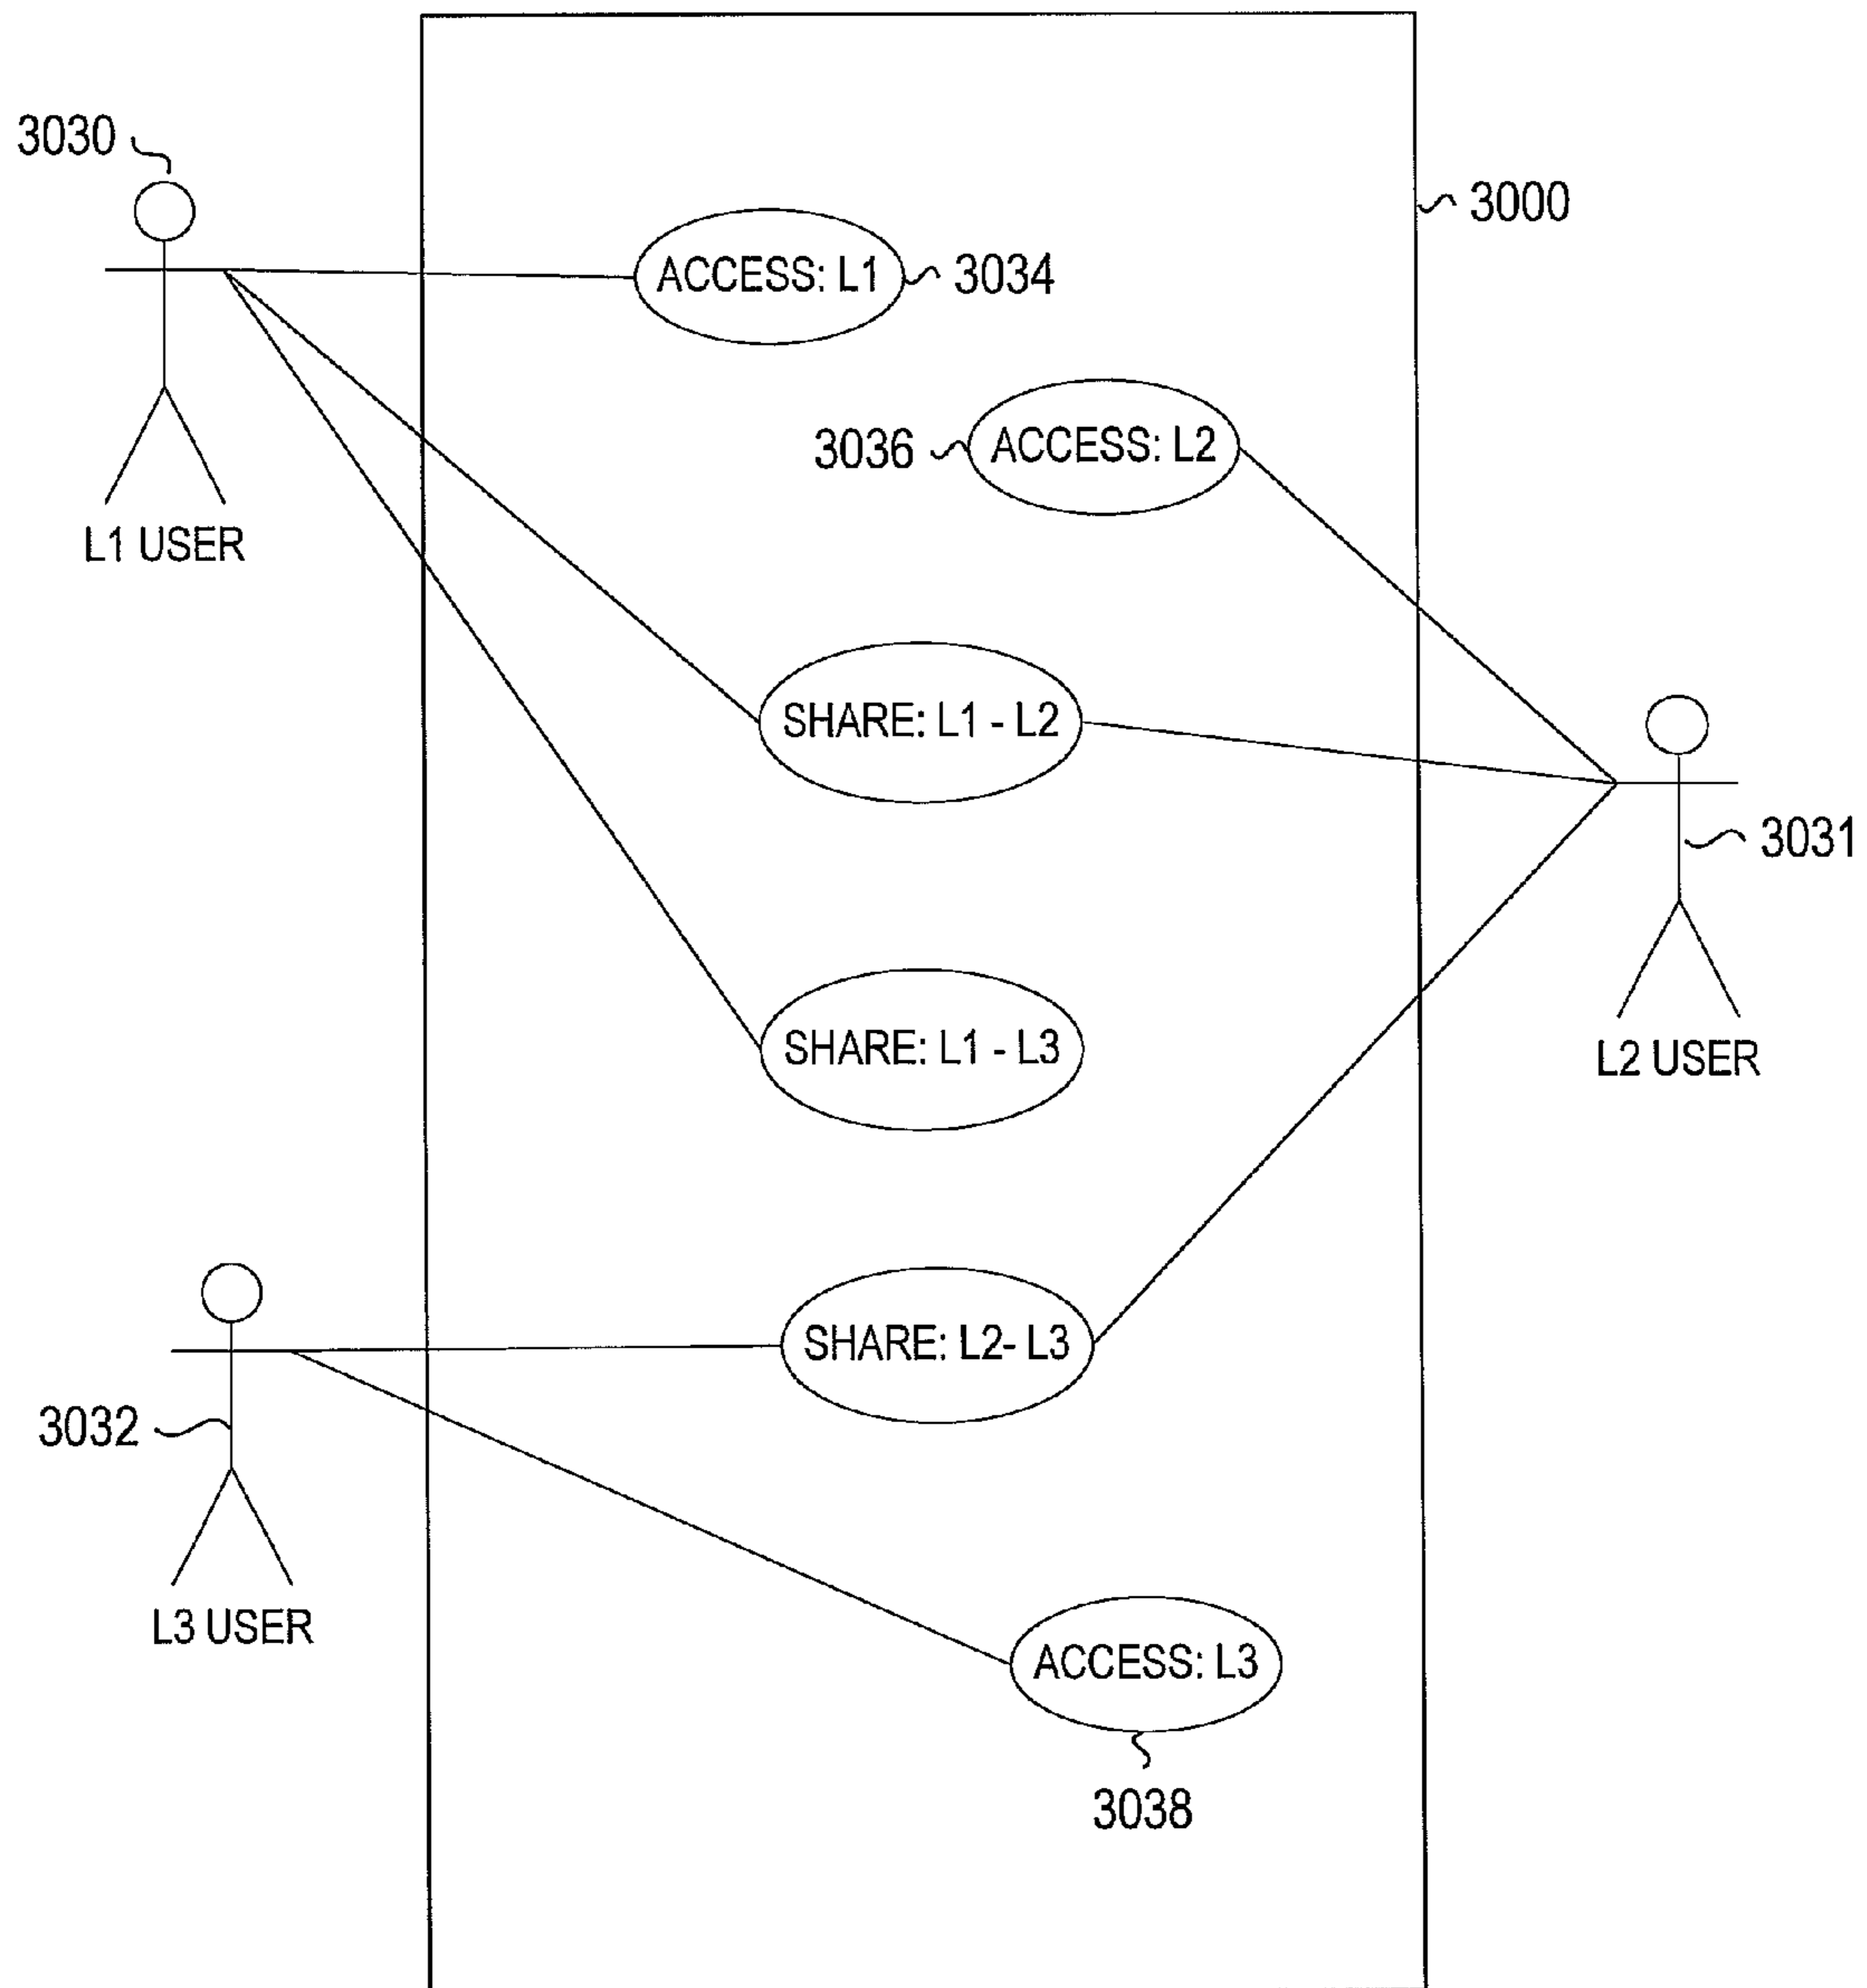 3030
3000
ACCESS: L1
3034
3036
ACCESS: L2
L1 USER
SHARE: L1 - L2
3031
SHARE: L1 - L3
L2 USER
SHARE: L2- L3
3032
L3 USER
ACCESS: L3
3038